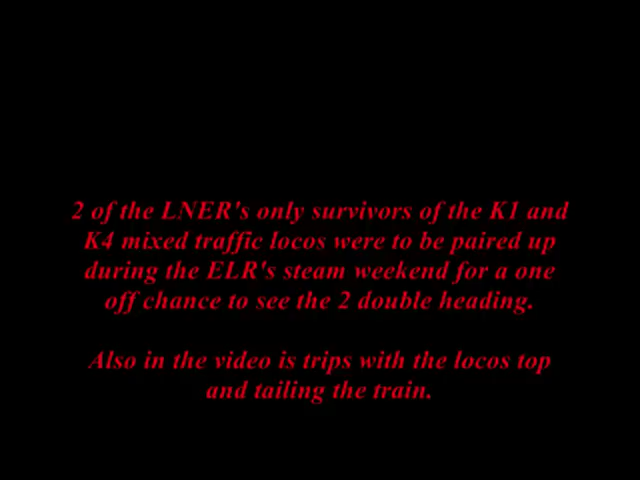 2 of the LNER's only survivors of the K1 and
K4 mixed traffic locos were to be paired up
during the ELR's steam weekend for a one
off chance to see the 2 double heading.
Also in the video is trips with the locos top
and tailing the train.